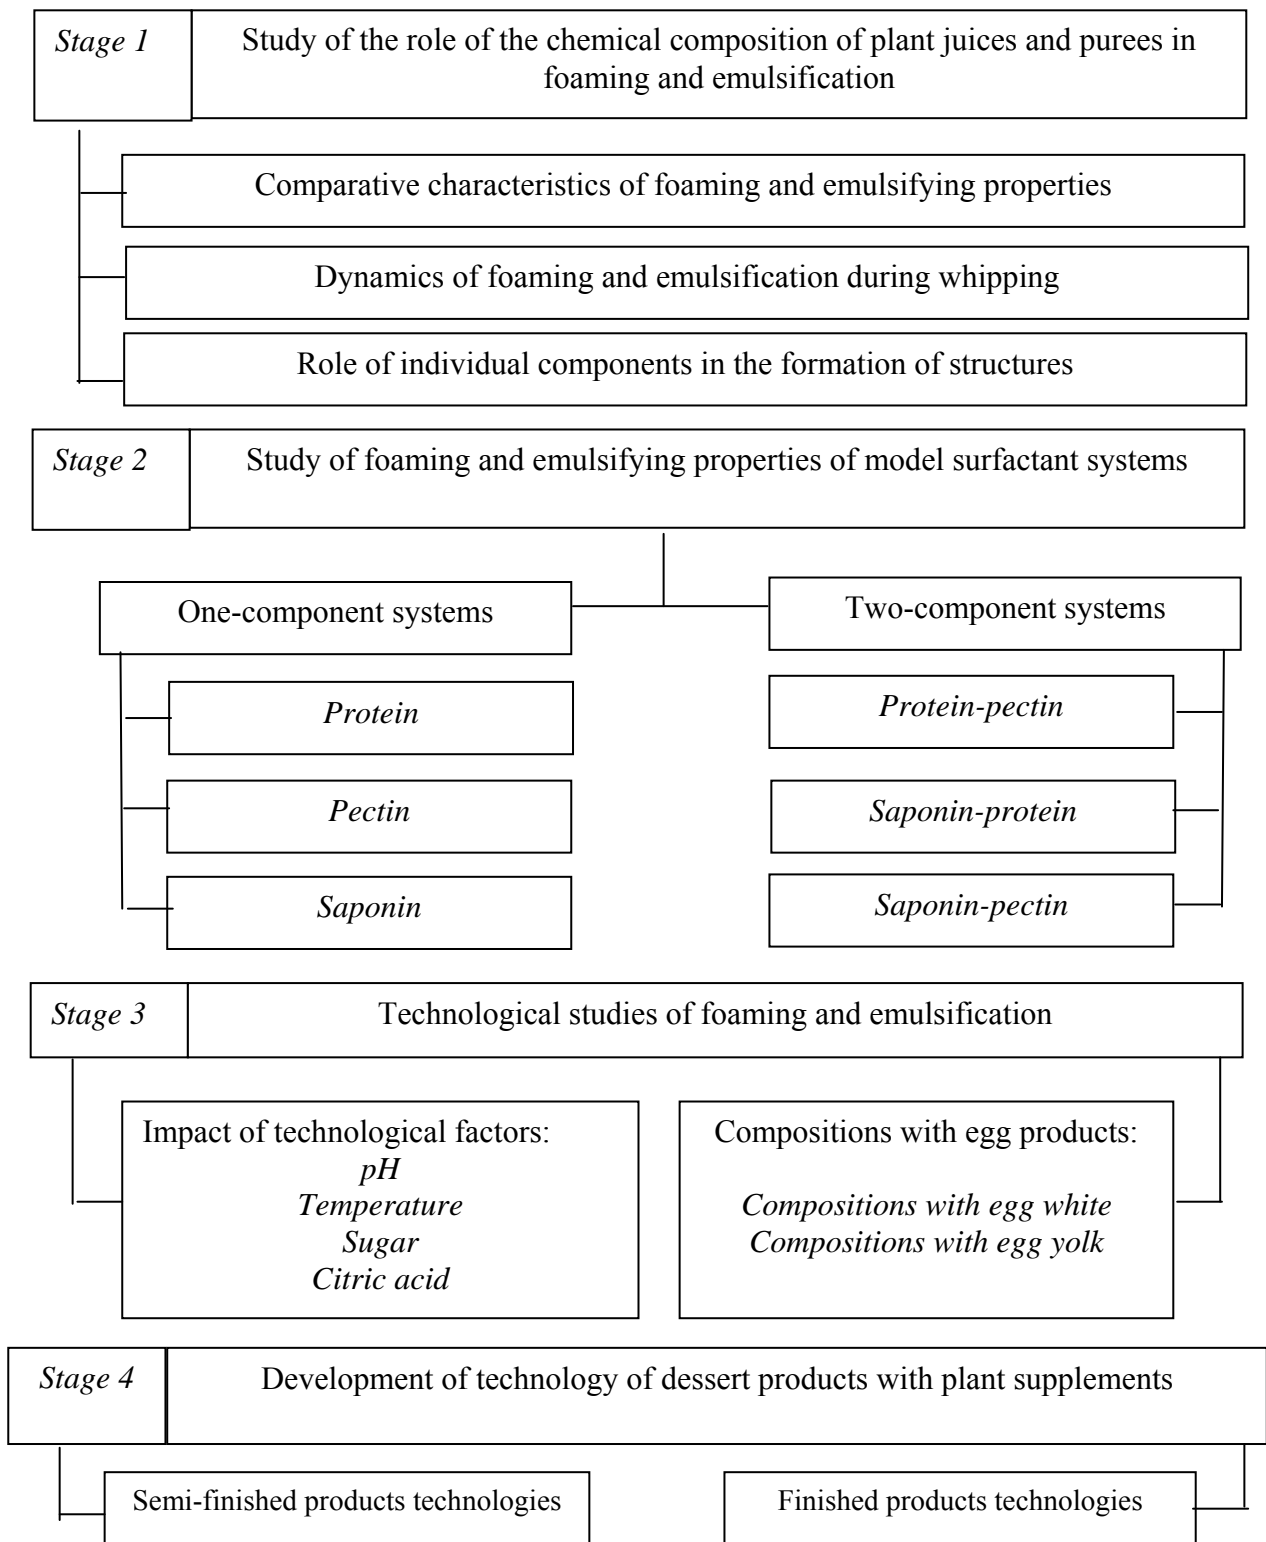 Stage 1
Study of the role of the chemical composition of plant juices and purees in
foaming and emulsification
Comparative characteristics of foaming and emulsifying properties
Dynamics of foaming and emulsification during whipping
Role of individual components in the formation of structures
Stage 2
Study of foaming and emulsifying properties of model surfactant systems
One-component systems
Two-component systems
Protein
Protein-pectin
Pectin
Saponin-protein
Saponin
Saponin-pectin
Stage 3
Technological studies of foaming and emulsification
Impact of technological factors:
pH
Temperature
Sugar
Citric acid
Compositions with egg products:
Compositions with egg white
Compositions with egg yolk
Stage 4
Development of technology of dessert products with plant supplements
Semi-finished products technologies
Finished products technologies